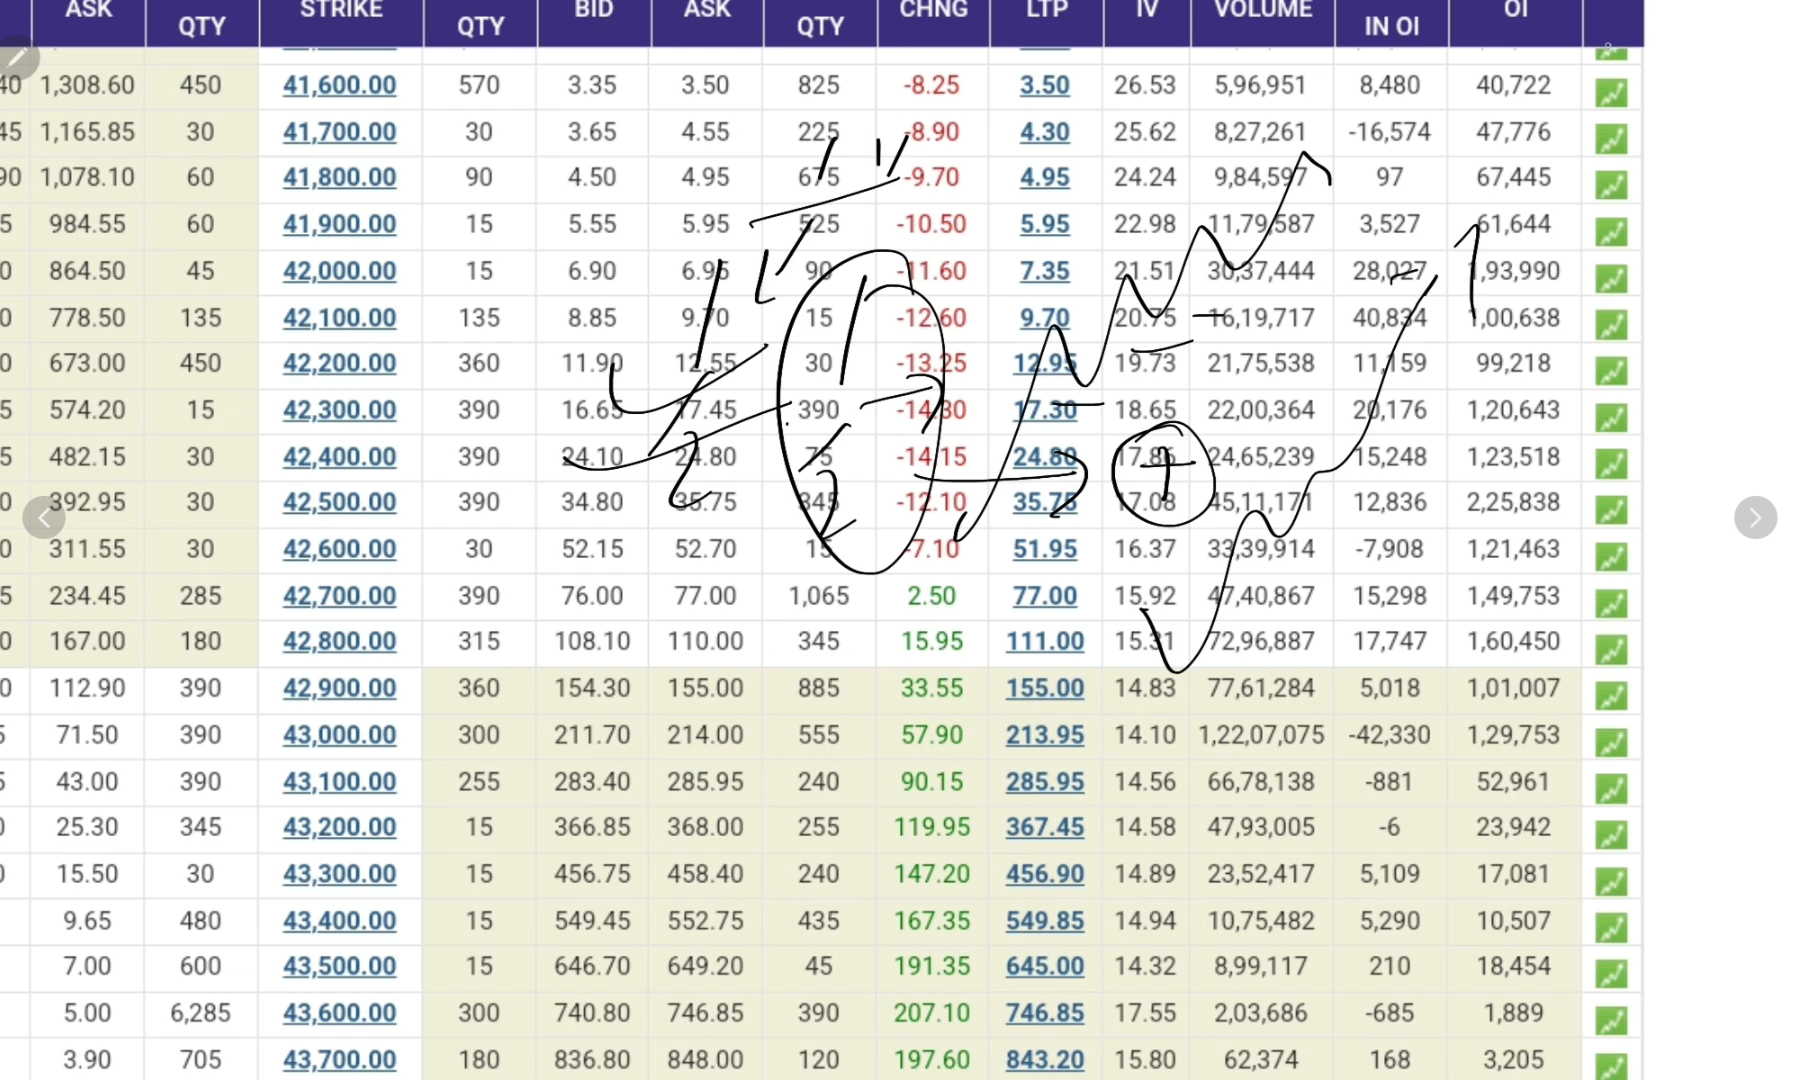 ASK QTY STRIKE QTY BID ASK QTY CHNG LTP IV VOLUME IN OI OI
40 1,308.60 450 41,600.00 570 3.35 3.50 825 -8.25 3.50 26.53 5,96,951 8,480 40,722
45 1,165.85 30 41,700.00 30 3.65 4.55 225 -8.90 4.30 25.62 8,27,261 -16,574 47,776
90 1,078.10 60 41,800.00 90 4.50 4.95 675 -9.70 4.95 24.24 9,84,597 97 67,445
5 984.55 60 41,900.00 15 5.55 5.95 525 -10.50 5.95 22.98 11,79,587 3,527 61,644
0 864.50 45 42,000.00 15 6.90 6.95 90 -11.60 7.35 21.51 30,37,444 28,027 1,93,990
0 778.50 135 42,100.00 135 8.85 9.70 15 -12.60 9.70 20.75 16,19,717 40,834 1,00,638
0 673.00 450 42,200.00 360 11.90 12.55 30 -13.25 12.95 19.73 21,75,538 11,159 99,218
5 574.20 15 42,300.00 390 16.65 17.45 390 -14.30 17.30 18.65 22,00,364 20,176 1,20,643
5 482.15 30 42,400.00 390 24.10 24.80 75 -14.15 24.80 17.86 24,65,239 15,248 1,23,518
0 392.95 30 42,500.00 390 34.80 35.75 345 -12.10 35.75 17.08 45,11,171 12,836 2,25,838
0 311.55 30 42,600.00 30 52.15 52.70 15 -7.10 51.95 16.37 33,39,914 -7,908 1,21,463
5 234.45 285 42,700.00 390 76.00 77.00 1,065 2.50 77.00 15.92 47,40,867 15,298 1,49,753
0 167.00 180 42,800.00 315 108.10 110.00 345 15.95 111.00 15.31 72,96,887 17,747 1,60,450
0 112.90 390 42,900.00 360 154.30 155.00 885 33.55 155.00 14.83 77,61,284 5,018 1,01,007
5 71.50 390 43,000.00 300 211.70 214.00 555 57.90 213.95 14.10 1,22,07,075 -42,330 1,29,753
5 43.00 390 43,100.00 255 283.40 285.95 240 90.15 285.95 14.56 66,78,138 -881 52,961
0 25.30 345 43,200.00 15 366.85 368.00 255 119.95 367.45 14.58 47,93,005 -6 23,942
0 15.50 30 43,300.00 15 456.75 458.40 240 147.20 456.90 14.89 23,52,417 5,109 17,081
9.65 480 43,400.00 15 549.45 552.75 435 167.35 549.85 14.94 10,75,482 5,290 10,507
7.00 600 43,500.00 15 646.70 649.20 45 191.35 645.00 14.32 8,99,117 210 18,454
5.00 6,285 43,600.00 300 740.80 746.85 390 207.10 746.85 17.55 2,03,686 -685 1,889
3.90 705 43,700.00 180 836.80 848.00 120 197.60 843.20 15.80 62,374 168 3,205